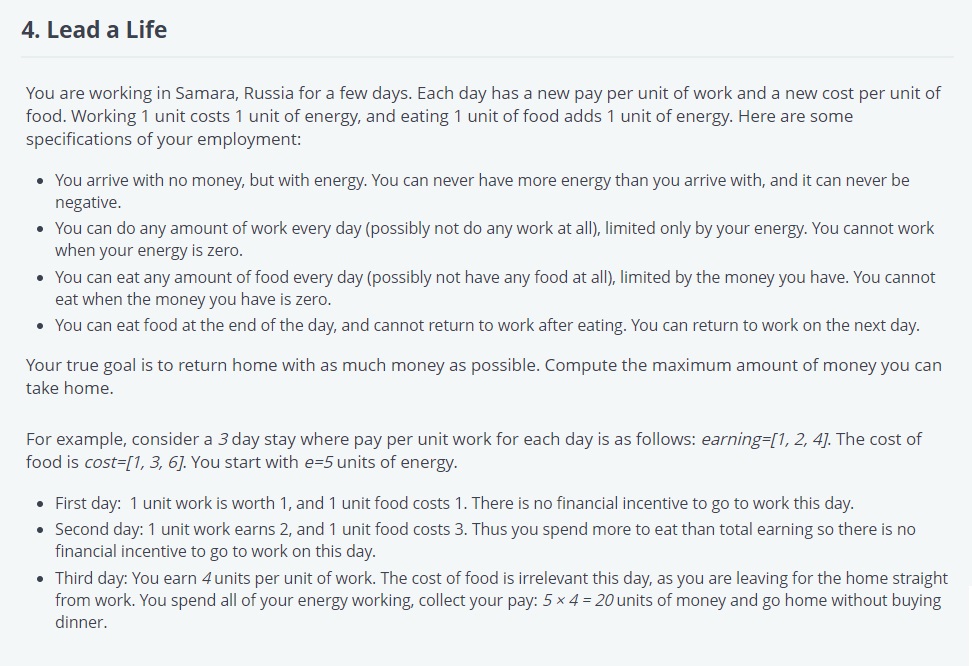 4. Lead a Life
You are working in Samara, Russia for a few days. Each day has a new pay per unit of work and a new cost per unit of
food. Working 1 unit costs 1 unit of energy, and eating 1 unit of food adds 1 unit of energy. Here are some
specifications of your employment:
• You arrive with no money, but with energy. You can never have more energy than you arrive with, and it can never be
negative.
• You can do any amount of work every day (possibly not do any work at all), limited only by your energy. You cannot work
when your energy is zero.
• You can eat any amount of food every day (possibly not have any food at all), limited by the money you have. You cannot
eat when the money you have is zero.
• You can eat food at the end of the day, and cannot return to work after eating. You can return to work on the next day.
Your true goal is to return home with as much money as possible. Compute the maximum amount of money you can
take home.
For example, consider a 3 day stay where pay per unit work for each day is as follows: earning=[1, 2, 4]. The cost of
food is cost=[1, 3, 6]. You start with e=5 units of energy.
• First day: 1 unit work is worth 1, and 1 unit food costs 1. There is no financial incentive to go to work this day.
• Second day: 1 unit work earns 2, and 1 unit food costs 3. Thus you spend more to eat than total earning so there is no
financial incentive to go to work on this day.
• Third day: You earn 4 units per unit of work. The cost of food is irrelevant this day, as you are leaving for the home straight
from work. You spend all of your energy working, collect your pay: 5 × 4 = 20 units of money and go home without buying
dinner.